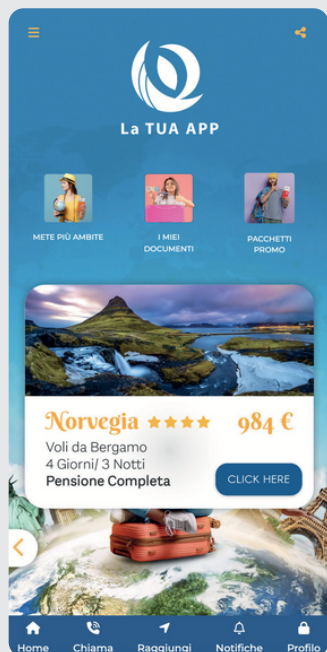 La TUA APP
METE PIÙ AMBITE
I MIEI
DOCUMENTI
PACCHETTI
PROMO
Norvegia
984 €
Voli da Bergamo
4 Giorni/ 3 Notti
Pensione Completa
CLICK HERE
Home
Chiama
Raggiungi
Notifiche
Profilo